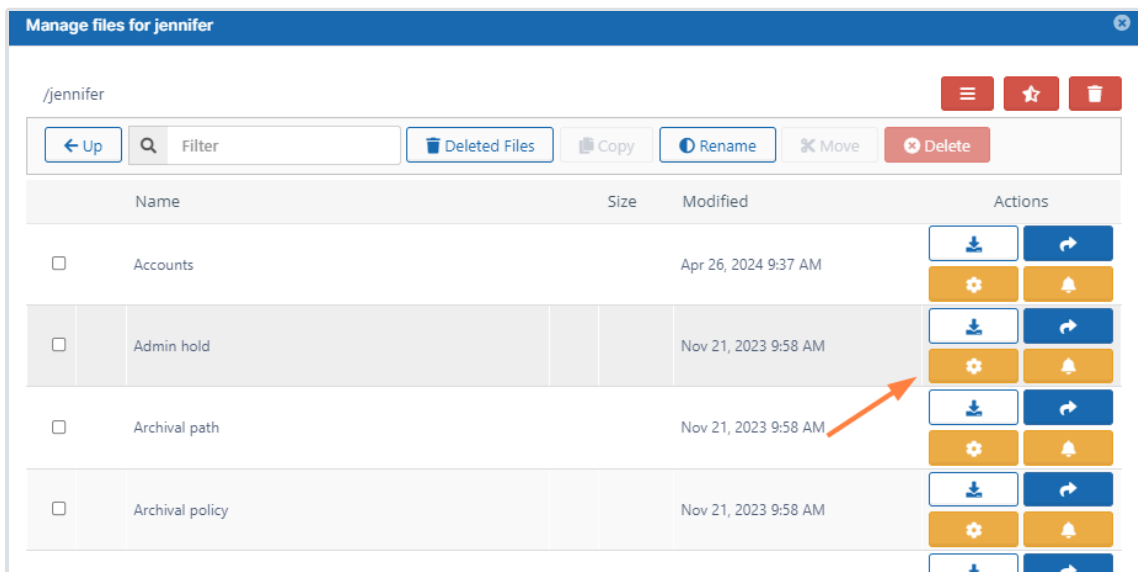 Manage files for jennifer
/jennifer
Up Filter Deleted Files Copy Rename Move Delete
Name Size Modified Actions
Accounts Apr 26, 2024 9:37 AM
Admin hold Nov 21, 2023 9:58 AM
Archival path Nov 21, 2023 9:58 AM
Archival policy Nov 21, 2023 9:58 AM